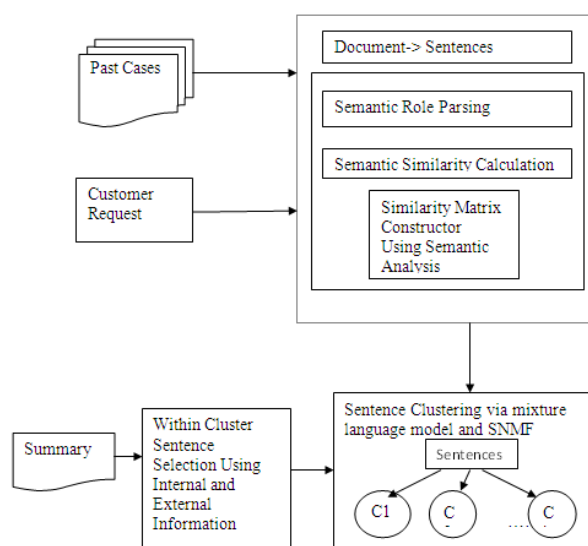 Past Cases
Document-> Sentences
Semantic Role Parsing
Semantic Similarity Calculation
Customer
Request
Similarity Matrix
Constructor
Using Semantic
Analysis
Summary
Within Cluster
Sentence
Selection Using
Internal and
External
Information
Sentence Clustering via mixture
language model and SNMF
Sentences
C1
C
C